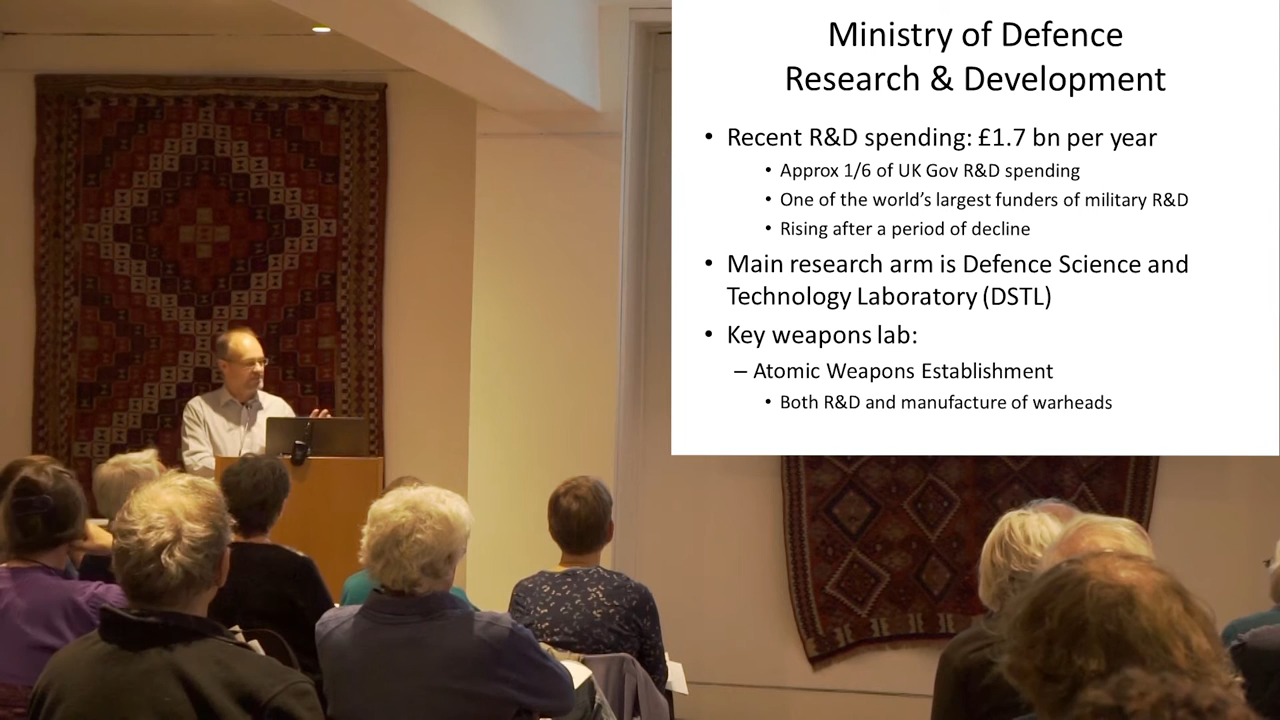 Ministry of Defence
Research & Development
• Recent R&D spending: £1.7 bn per year
• Approx 1/6 of UK Gov R&D spending
• One of the world's largest funders of military R&D
• Rising after a period of decline
• Main research arm is Defence Science and
Technology Laboratory (DSTL)
• Key weapons lab:
– Atomic Weapons Establishment
• Both R&D and manufacture of warheads